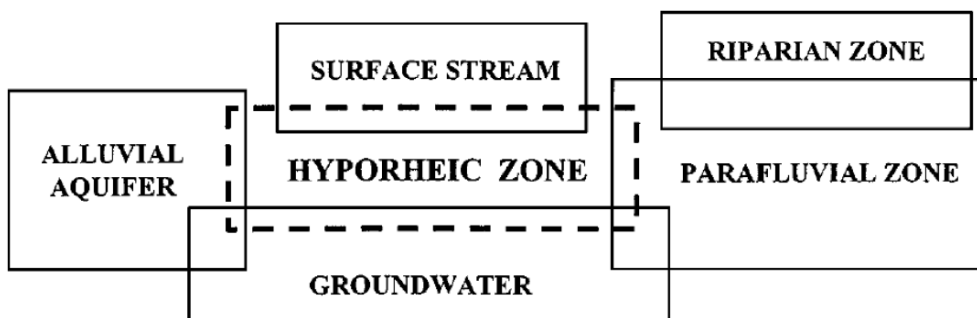 SURFACE STREAM
RIPARIAN ZONE
ALLUVIAL
AQUIFER
HYPORHEIC ZONE
PARAFLUVIAL ZONE
GROUNDWATER